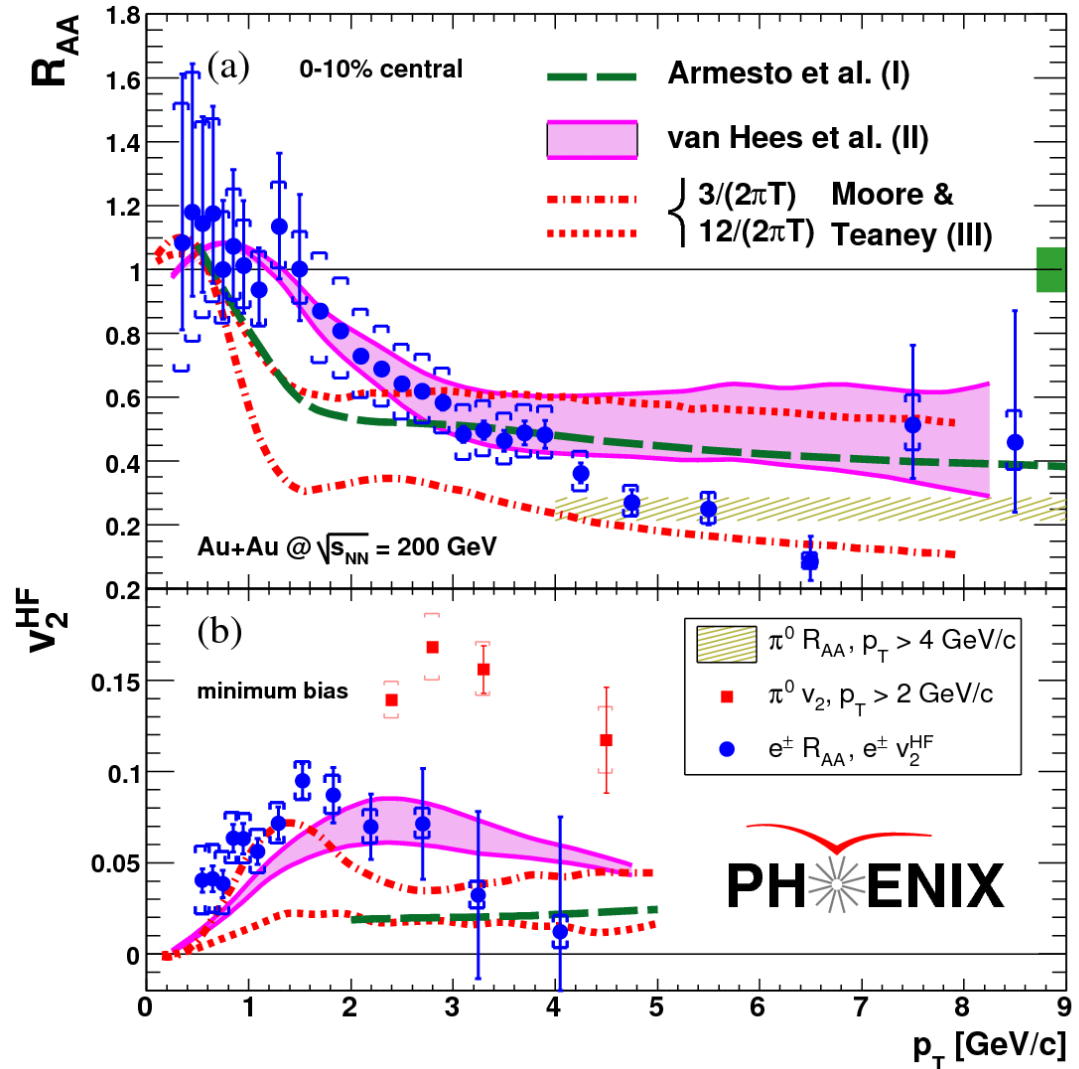 R_AA
1.8
1.6
1.4
1.2
1
0.8
0.6
0.4
0.2
(a)
0-10% central
Armesto et al. (I)
van Hees et al. (II)
3/(2πT) Moore &
12/(2πT) Teaney (III)
Au+Au @ √s_NN = 200 GeV
v_2^HF
0.2
0.15
0.1
0.05
0
(b)
minimum bias
π⁰ R_AA, p_T > 4 GeV/c
π⁰ v_2, p_T > 2 GeV/c
e± R_AA, e± v_2^HF
PHENIX
0 1 2 3 4 5 6 7 8 9
p_T [GeV/c]